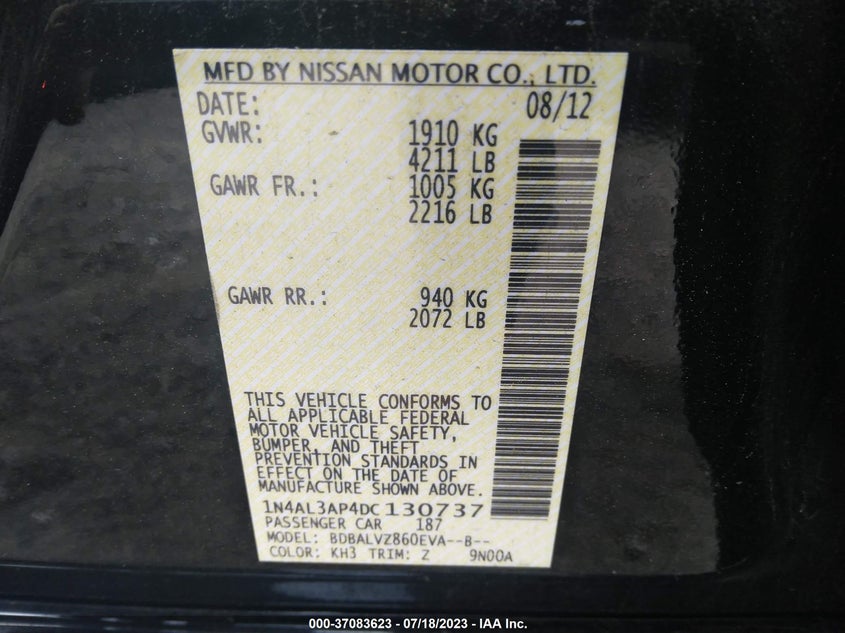 MFD BY NISSAN MOTOR CO., LTD.
DATE: 08/12
GVWR: 1910 KG
4211 LB
GAWR FR.: 1005 KG
2216 LB
GAWR RR.: 940 KG
2072 LB
THIS VEHICLE CONFORMS TO
ALL APPLICABLE FEDERAL
MOTOR VEHICLE SAFETY,
BUMPER, AND THEFT
PREVENTION STANDARDS IN
EFFECT ON THE DATE OF
MANUFACTURE SHOWN ABOVE.
1N4AL3AP4DC130737
PASSENGER CAR 187
MODEL: BDBALVZ860EVA--B--
COLOR: KH3 TRIM: Z 9N00A
000-37083623 - 07/18/2023 - IAA Inc.